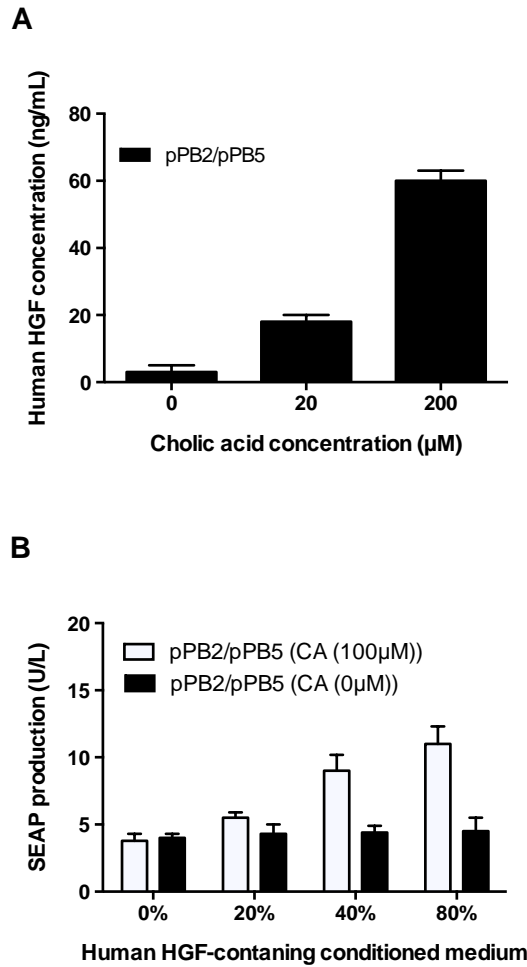 A
Human HGF concentration (ng/mL)
80
60
40
20
0
pPB2/pPB5
0 20 200
Cholic acid concentration (µM)
B
SEAP production (U/L)
20
15
10
5
0
pPB2/pPB5 (CA (100µM))
pPB2/pPB5 (CA (0µM))
0% 20% 40% 80%
Human HGF-contaning conditioned medium